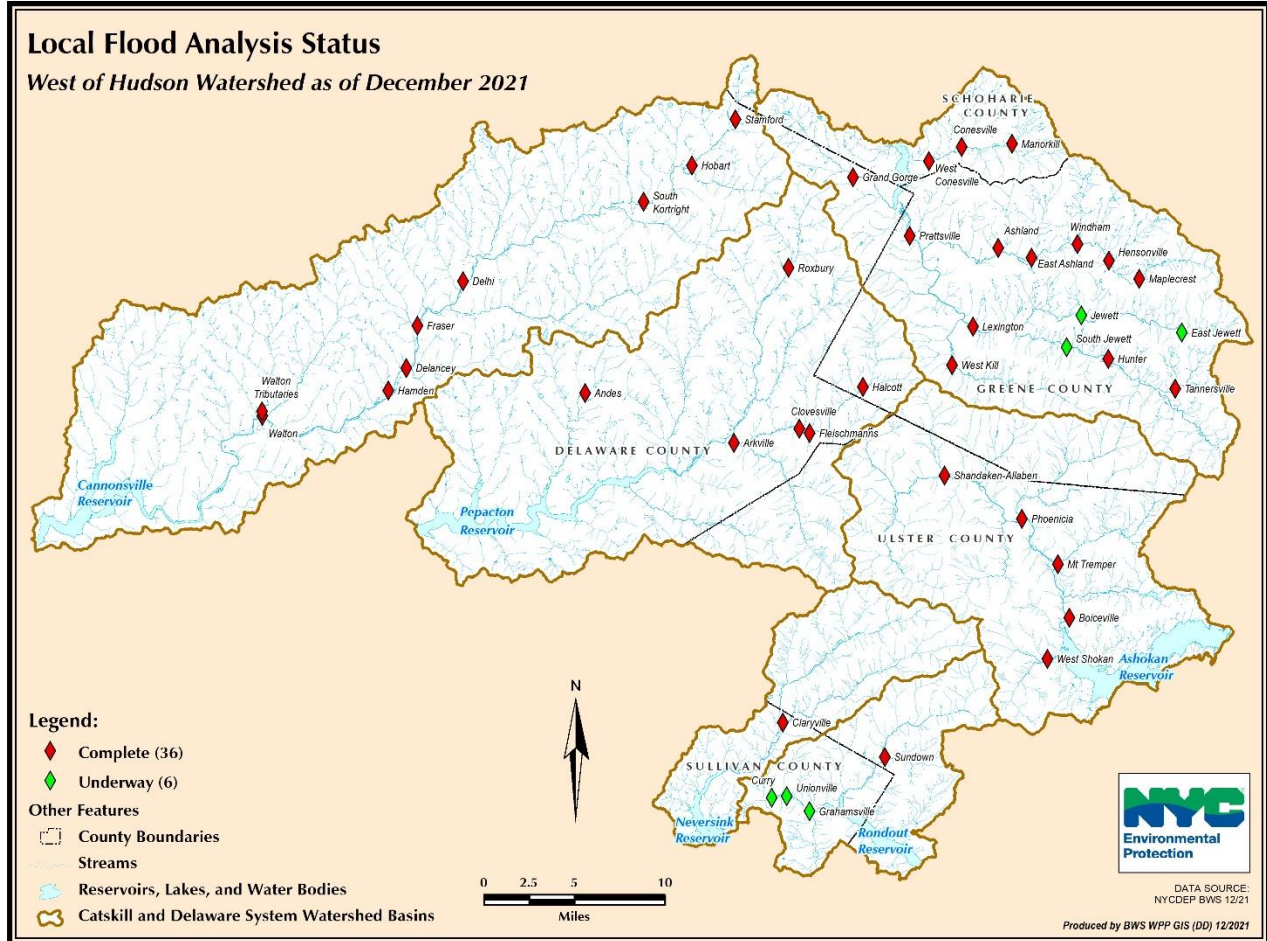 Local Flood Analysis Status
West of Hudson Watershed as of December 2021
SCHOHARIE
COUNTY
Stamford
Conesville
Manorkill
Hobart
West
Conesville
Grand Gorge
South
Kortright
Prattsville
Ashland
Windham
East Ashland
Hensonville
Roxbury
Maplecrest
Delhi
Jewett
Fraser
Lexington
East Jewett
South Jewett
Hunter
Delancey
West Kill
Walton
Tributaries
Hamden
Andes
Halcott
GREENE COUNTY
Tannersville
Walton
Clovesville
Fleischmanns
Arkville
DELAWARE COUNTY
Shandaken-Allaben
Cannonsville
Reservoir
Pepacton
Reservoir
Phoenicia
ULSTER COUNTY
Mt Tremper
Boiceville
West Shokan
Ashokan
Reservoir
N
Claryville
Sundown
SULLIVAN COUNTY
Curry
Unionville
Grahamsville
Neversink
Reservoir
Rondout
Reservoir
Legend:
Complete (36)
Underway (6)
Other Features
County Boundaries
Streams
Reservoirs, Lakes, and Water Bodies
Catskill and Delaware System Watershed Basins
0 2.5 5 10
Miles
NYC
Environmental
Protection
DATA SOURCE:
NYCDEP BWS 12/21
Produced by BWS WPP GIS (DD) 12/2021